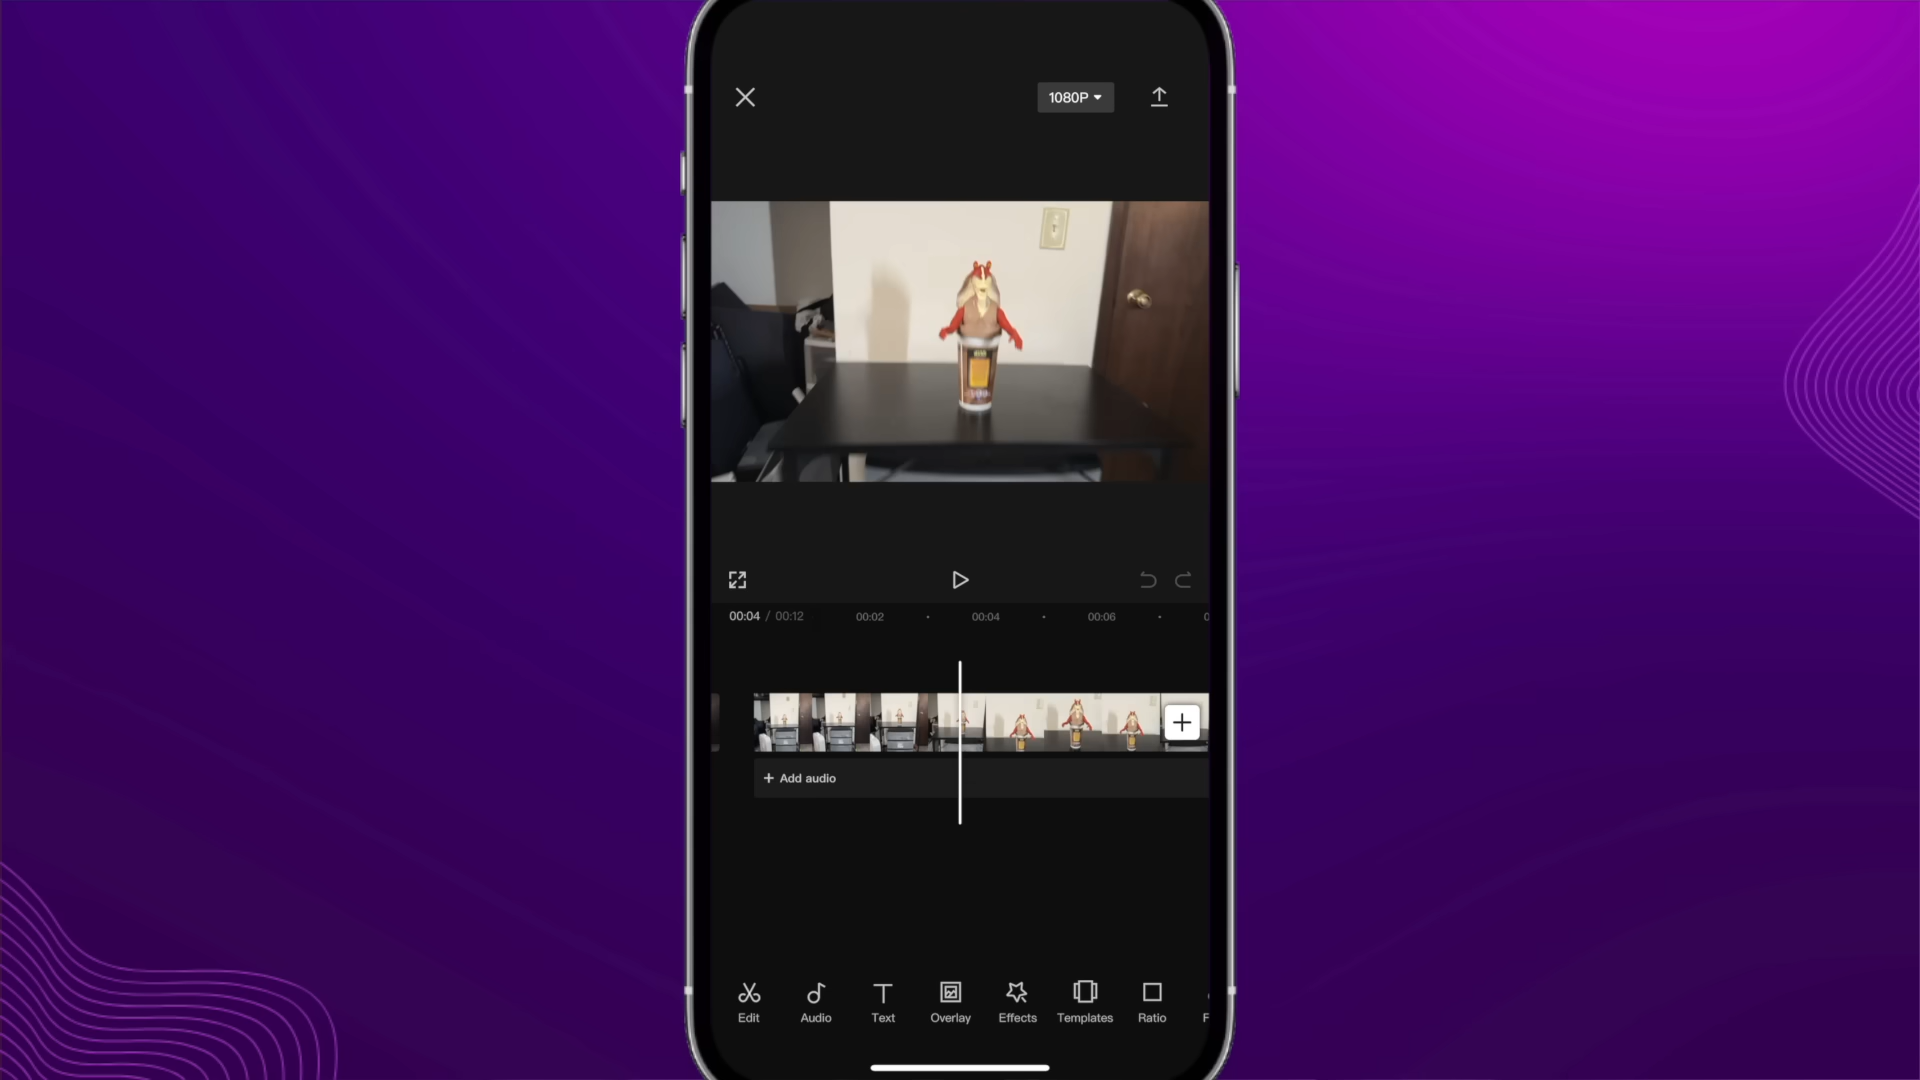 1080P
00:04 / 00:12
00:02
00:04
00:06
0
+ Add audio
Edit
Audio
Text
Overlay
Effects
Templates
Ratio
F